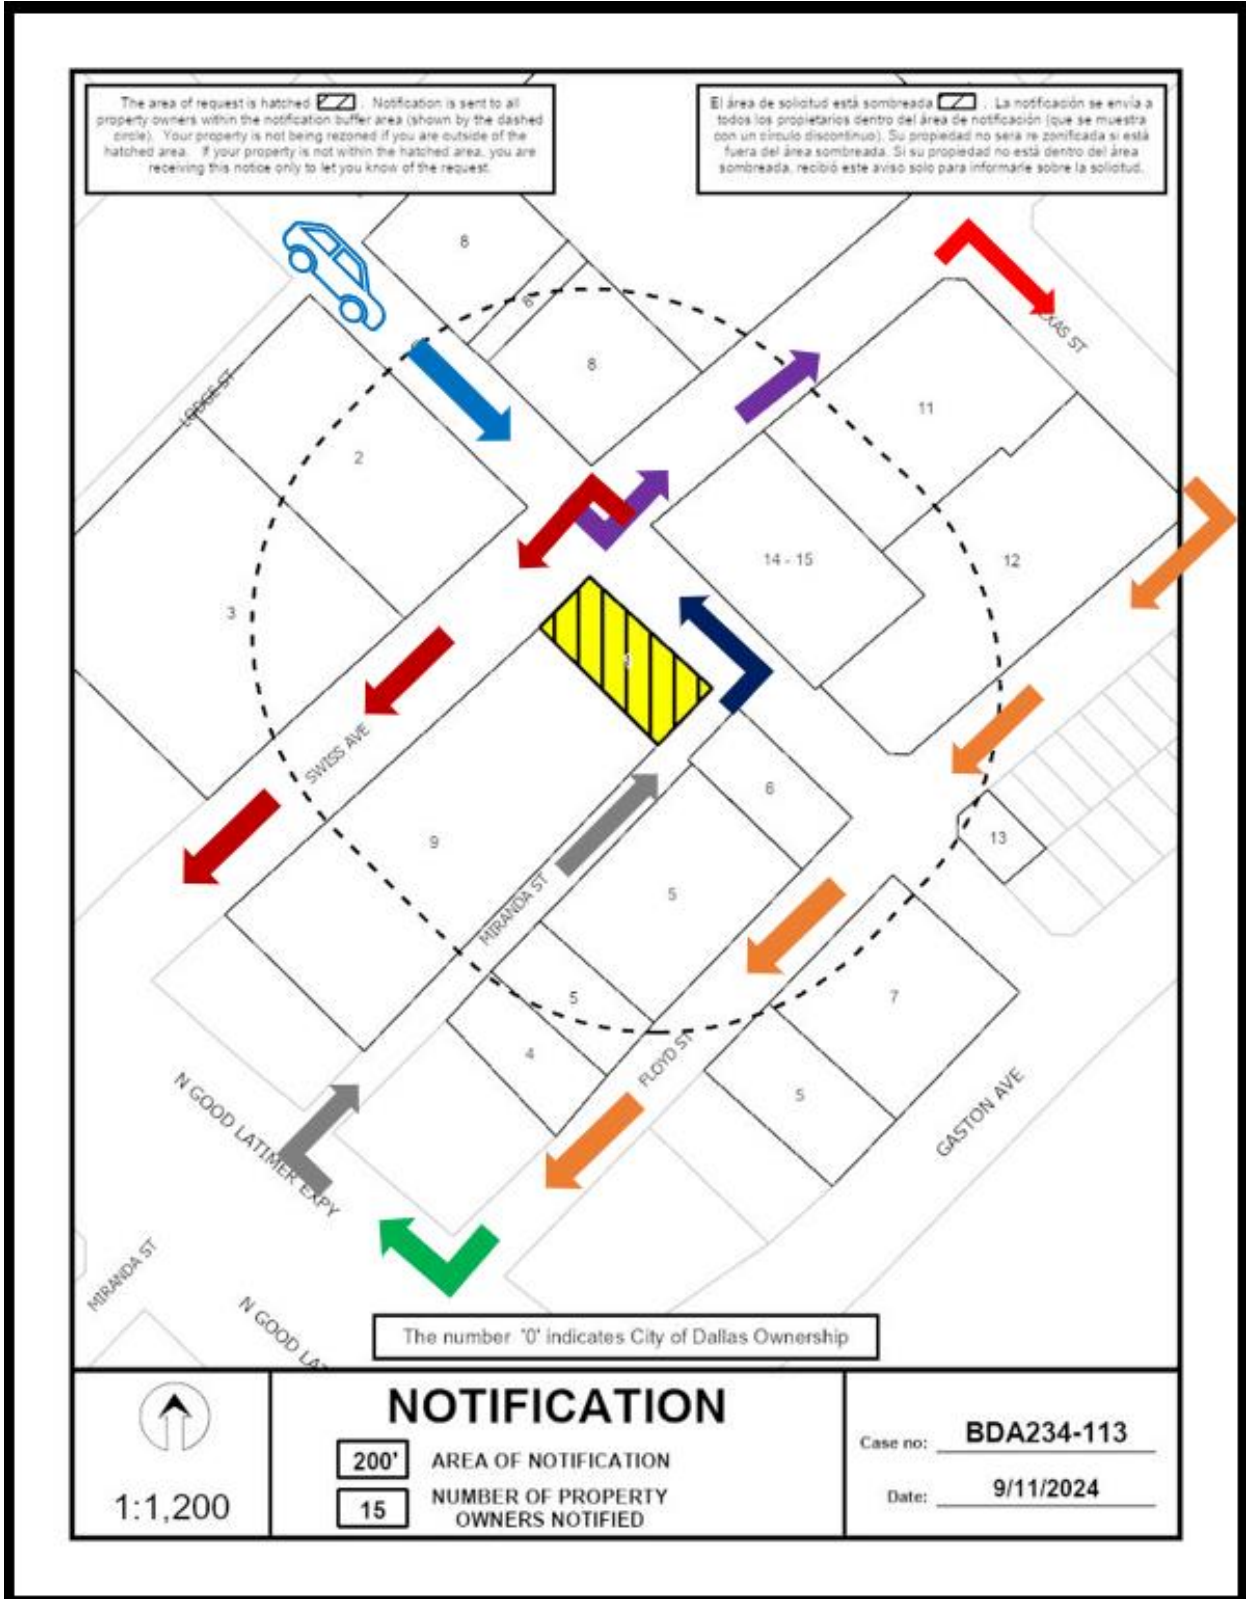 The area of request is hatched . Notification is sent to all
property owners within the notification buffer area (shown by the dashed
circle). Your property is not being rezoned if you are outside of the
hatched area. If your property is not within the hatched area, you are
receiving this notice only to let you know of the request.
El área de solicitud está sombreada . La notificación se envía a
todos los propietarios dentro del área de notificación (que se muestra
con un círculo discontinuo). Su propiedad no sera re zonificada si está
fuera del área sombreada. Si su propiedad no está dentro del área
sombreada, recibió este aviso solo para informarle sobre la solicitud.
8
8
8
LODGE ST
2
11
3
14 - 15
12
SWISS AVE
6
13
9
5
MIRANDA ST
5
7
4
FLOYD ST
5
GASTON AVE
N GOOD LATIMER EXPY
MIRANDA ST
N GOOD
The number '0' indicates City of Dallas Ownership
1:1,200
NOTIFICATION
200' AREA OF NOTIFICATION
15 NUMBER OF PROPERTY
OWNERS NOTIFIED
Case no: BDA234-113
Date: 9/11/2024